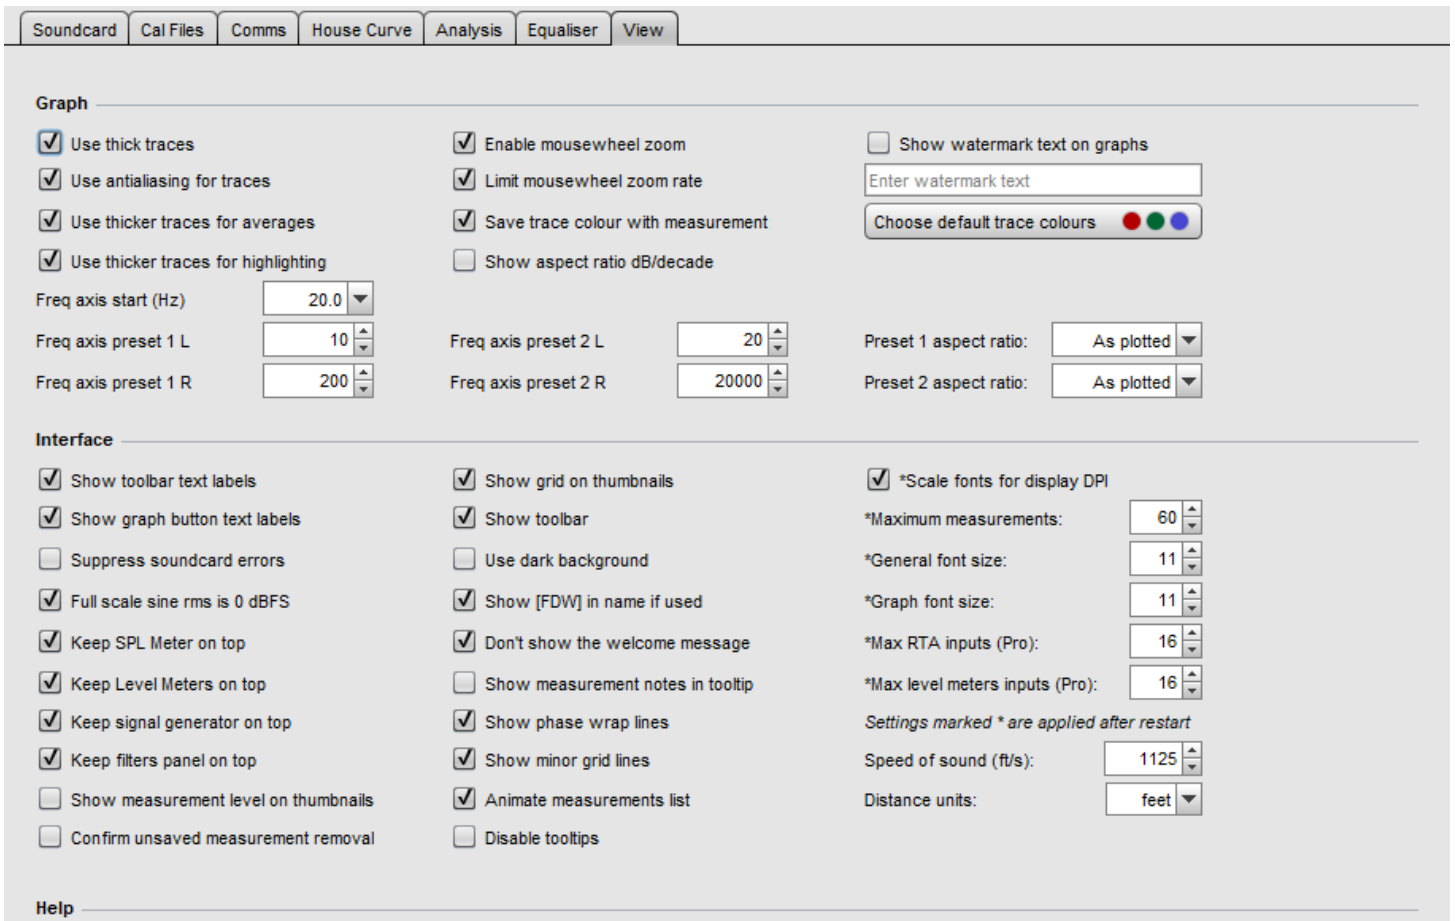 Soundcard Cal Files Comms House Curve Analysis Equaliser View
Graph
Use thick traces Enable mousewheel zoom Show watermark text on graphs
Use antialiasing for traces Limit mousewheel zoom rate Enter watermark text
Use thicker traces for averages Save trace colour with measurement Choose default trace colours
Use thicker traces for highlighting Show aspect ratio dB/decade
Freq axis start (Hz) 20.0
Freq axis preset 1 L 10 Freq axis preset 2 L 20 Preset 1 aspect ratio: As plotted
Freq axis preset 1 R 200 Freq axis preset 2 R 20000 Preset 2 aspect ratio: As plotted
Interface
Show toolbar text labels Show grid on thumbnails *Scale fonts for display DPI
Show graph button text labels Show toolbar *Maximum measurements: 60
Suppress soundcard errors Use dark background *General font size: 11
Full scale sine rms is 0 dBFS Show [FDW] in name if used *Graph font size: 11
Keep SPL Meter on top Don't show the welcome message *Max RTA inputs (Pro): 16
Keep Level Meters on top Show measurement notes in tooltip *Max level meters inputs (Pro): 16
Keep signal generator on top Show phase wrap lines Settings marked * are applied after restart
Keep filters panel on top Show minor grid lines Speed of sound (ft/s): 1125
Show measurement level on thumbnails Animate measurements list Distance units: feet
Confirm unsaved measurement removal Disable tooltips
Help